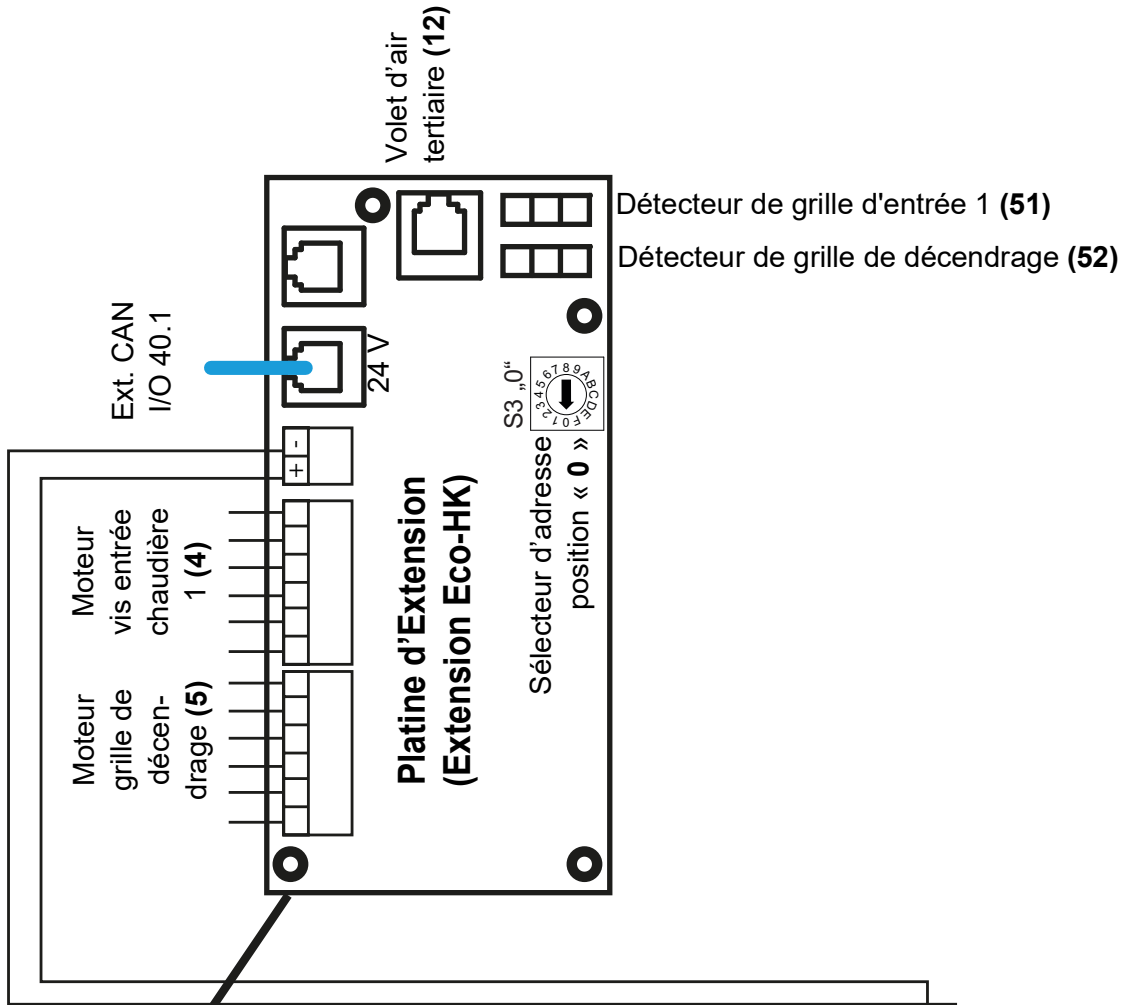 Volet d’air
tertiaire (12)
Détecteur de grille d'entrée 1 (51)
Détecteur de grille de décendrage (52)
Ext. CAN
I/O 40.1
24 V
+ -
Moteur
vis entrée
chaudière
1 (4)
Moteur
grille de
décen-
drage (5)
Platine d’Extension
(Extension Eco-HK)
S3 „0“
0123456789ABCDEF
Sélecteur d’adresse
position « 0 »